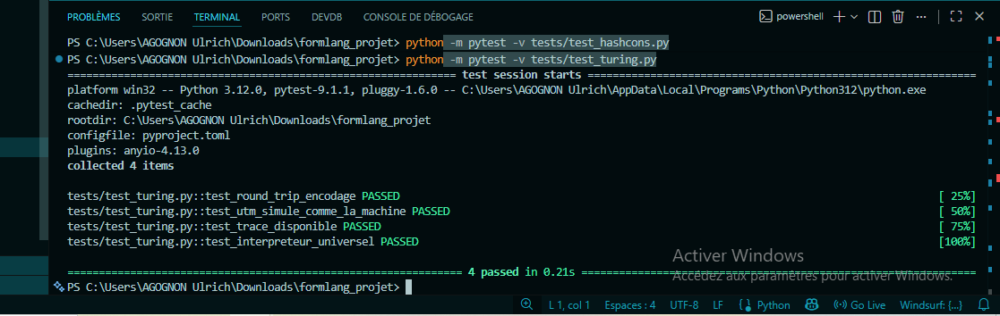 PROBLÈMES SORTIE TERMINAL PORTS DEVDB CONSOLE DE DÉBOGAGE powershell
PS C:\Users\AGOGNON Ulrich\Downloads\formlang_projet> python -m pytest -v tests/test_hashcons.py
PS C:\Users\AGOGNON Ulrich\Downloads\formlang_projet> python -m pytest -v tests/test_turing.py
============================================================ test session starts ============================================================
platform win32 -- Python 3.12.0, pytest-9.1.1, pluggy-1.6.0 -- C:\Users\AGOGNON Ulrich\AppData\Local\Programs\Python\Python312\python.exe
cachedir: .pytest_cache
rootdir: C:\Users\AGOGNON Ulrich\Downloads\formlang_projet
configfile: pyproject.toml
plugins: anyio-4.13.0
collected 4 items
tests/test_turing.py::test_round_trip_encodage PASSED [ 25%]
tests/test_turing.py::test_utm_simule_comme_la_machine PASSED [ 50%]
tests/test_turing.py::test_trace_disponible PASSED [ 75%]
tests/test_turing.py::test_interpreteur_universel PASSED [100%]
============================================================ 4 passed in 0.21s ============================================================
PS C:\Users\AGOGNON Ulrich\Downloads\formlang_projet>
Activer Windows
Accédez aux paramètres pour activer Windows.
L 1, col 1 Espaces : 4 UTF-8 LF Python Go Live Windsurf: {...}